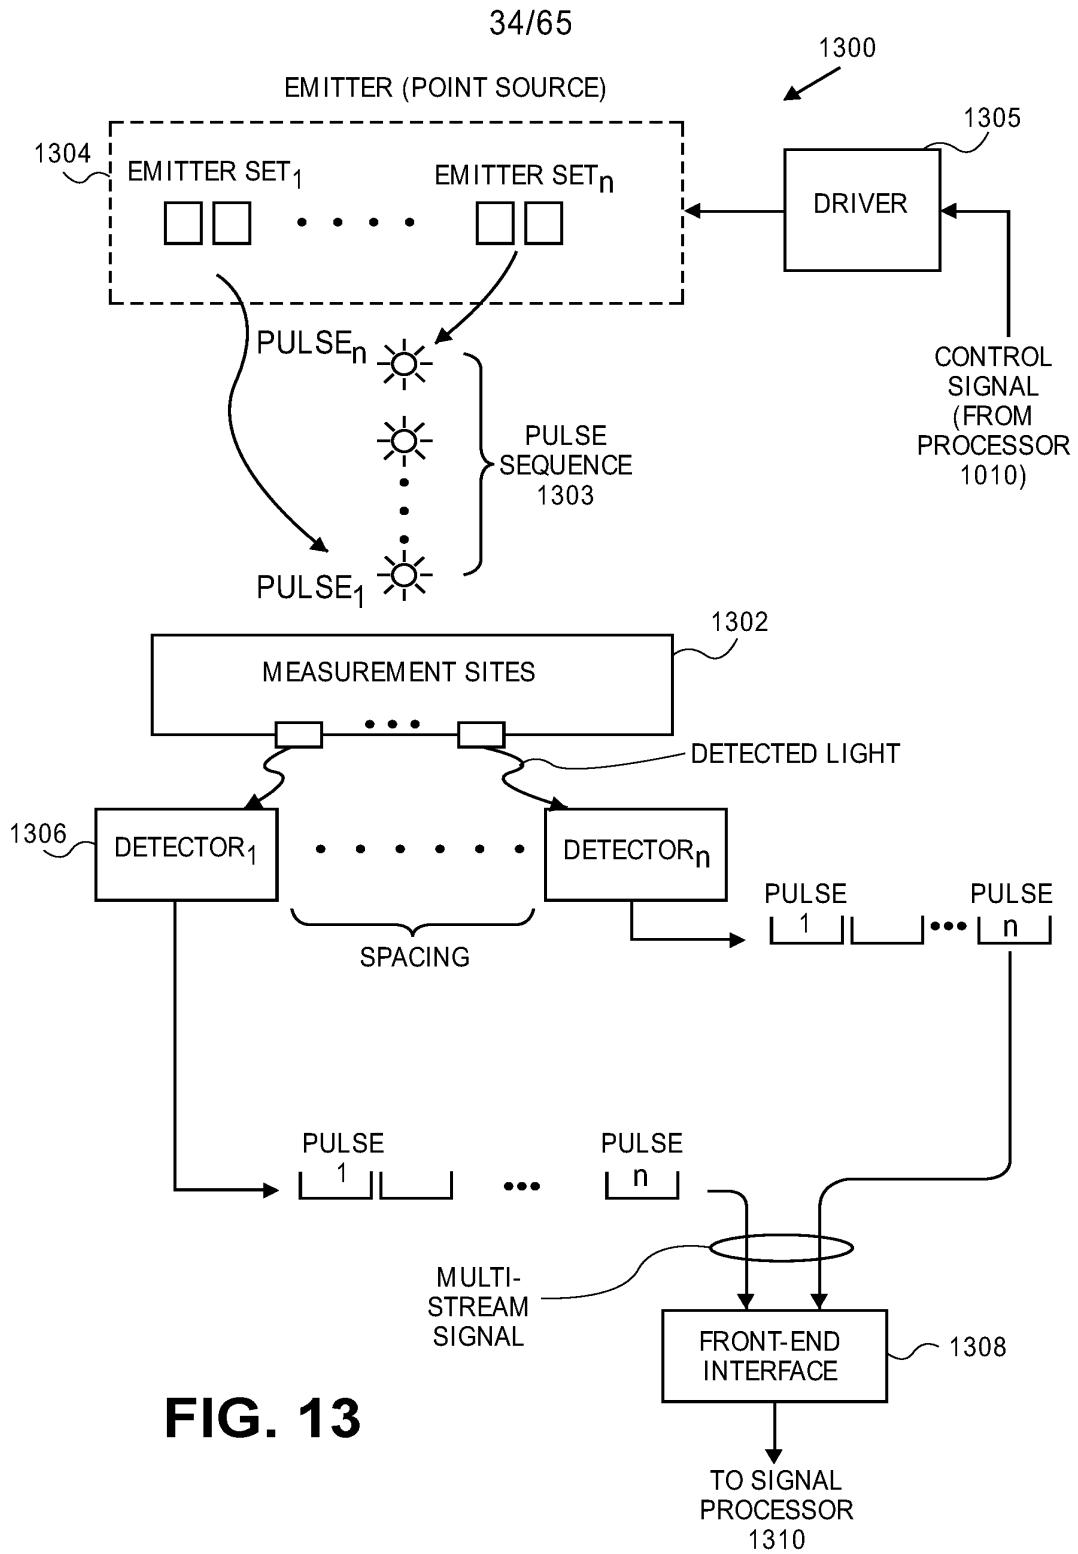 34/65
1300
EMITTER (POINT SOURCE)
1304
EMITTER SET1
EMITTER SETn
1305
DRIVER
PULSEn
PULSE
SEQUENCE
1303
CONTROL
SIGNAL
(FROM
PROCESSOR
1010)
PULSE1
1302
MEASUREMENT SITES
DETECTED LIGHT
1306
DETECTOR1
DETECTORn
SPACING
PULSE
1
PULSE
n
PULSE
1
PULSE
n
MULTI-
STREAM
SIGNAL
FRONT-END
INTERFACE
1308
FIG. 13
TO SIGNAL
PROCESSOR
1310